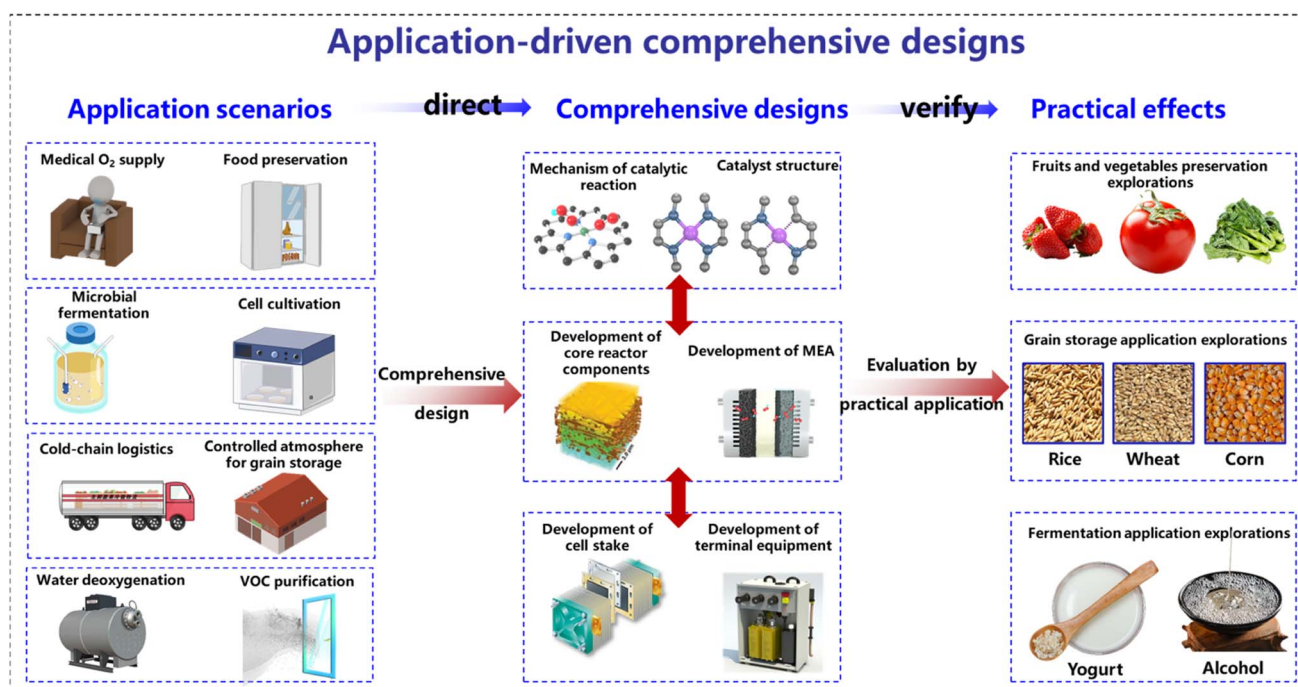 Application-driven comprehensive designs
Application scenarios
direct
Comprehensive designs
verify
Practical effects
Medical O₂ supply
Food preservation
Microbial
fermentation
Cell cultivation
Cold-chain logistics
Controlled atmosphere
for grain storage
Water deoxygenation
VOC purification
Comprehensive
design
Mechanism of catalytic
reaction
Catalyst structure
Development of
core reactor
components
Development of MEA
Development of
cell stake
Development of
terminal equipment
Evaluation by
practical application
Fruits and vegetables preservation
explorations
Grain storage application explorations
Rice
Wheat
Corn
Fermentation application explorations
Yogurt
Alcohol